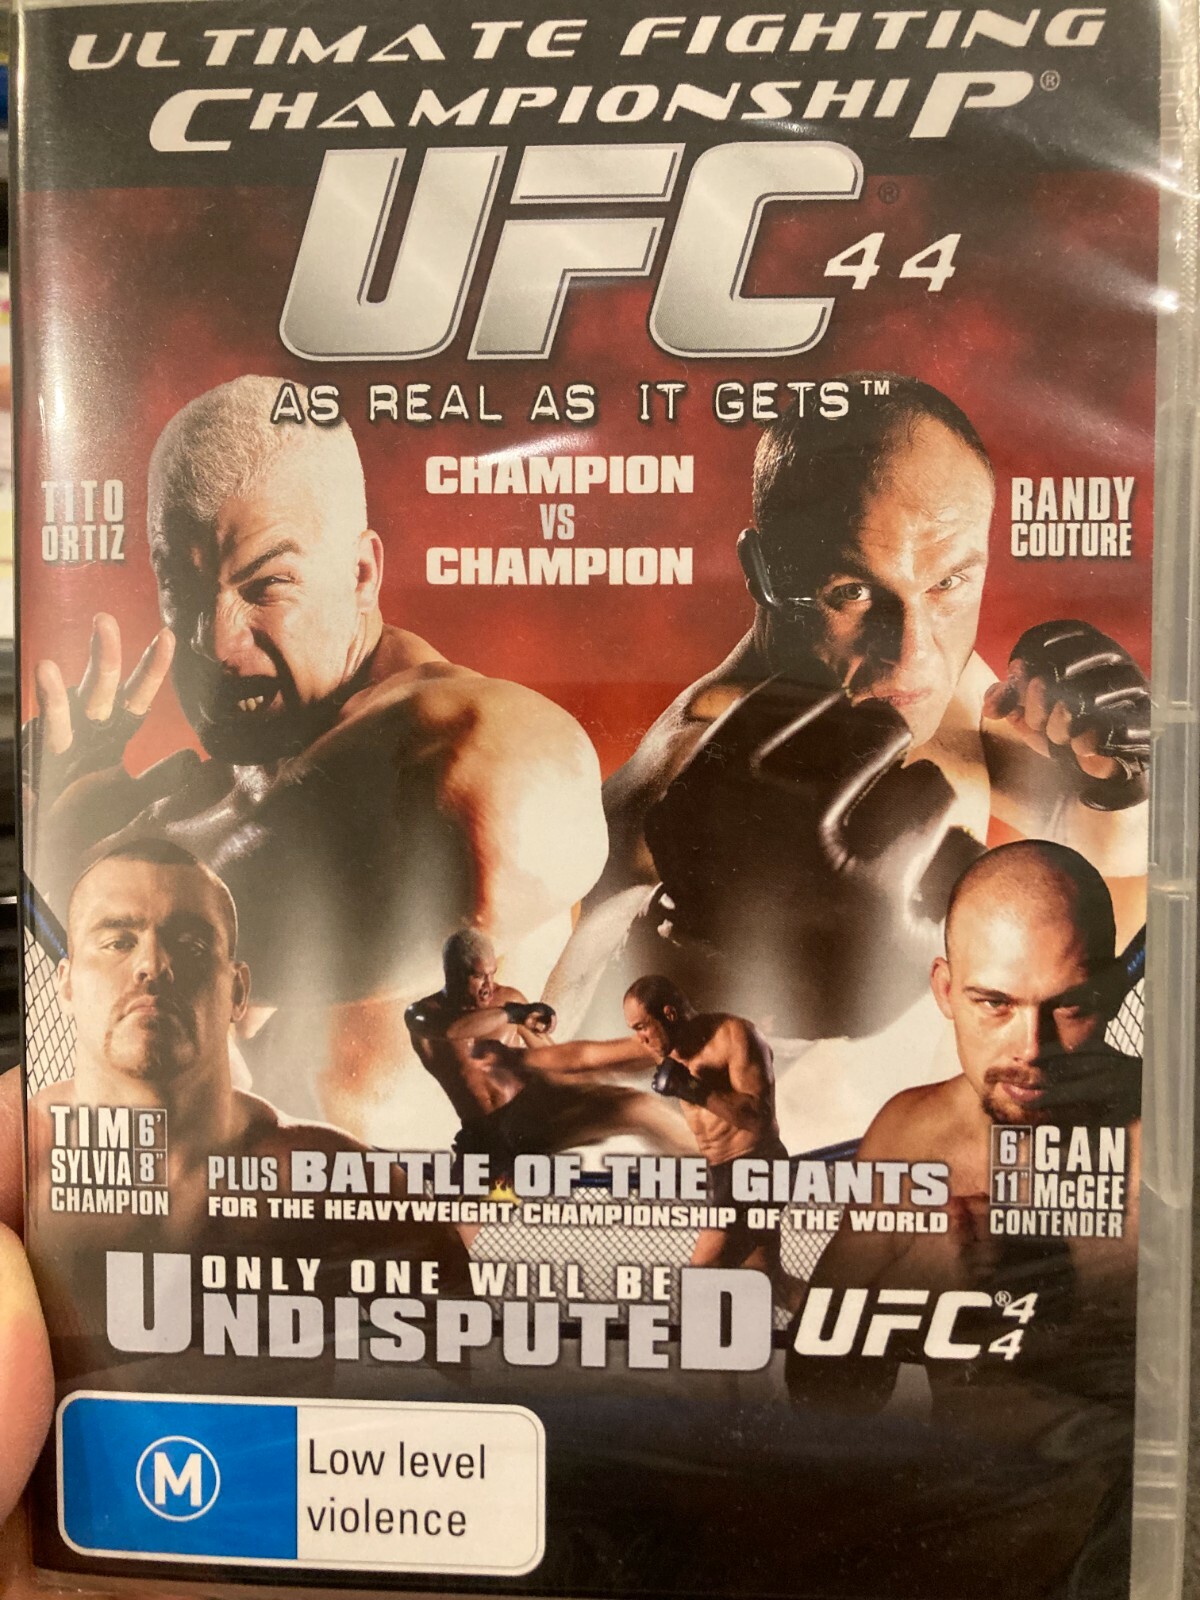 ULTIMATE FIGHTING
CHAMPIONSHIP®
UFC® 44
AS REAL AS IT GETS™
TITO
ORTIZ
CHAMPION
VS
CHAMPION
RANDY
COUTURE
TIM 6'
SYLVIA 8"
CHAMPION
PLUS BATTLE OF THE GIANTS
FOR THE HEAVYWEIGHT CHAMPIONSHIP OF THE WORLD
6' GAN
11" McGEE
CONTENDER
ONLY ONE WILL BE
UNDISPUTED
UFC® 44
M
Low level
violence